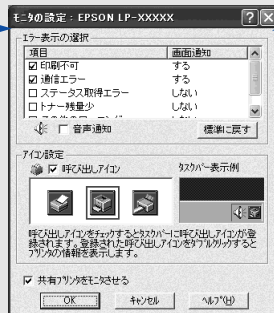 モニタの設定 : EPSON LP-XXXXX
エラー表示の選択
項目 画面通知
印刷不可 する
通信エラー する
ステータス取得エラー しない
トナー残量少 しない
音声通知 標準に戻す
アイコン設定
呼び出しアイコン タスクバー表示例
呼び出しアイコンをチェックするとタスクバーに呼び出しアイコンが登
録されます。登録された呼び出しアイコンをダブルクリックすると
プリンタの情報を表示します。
共有プリンタをモニタさせる
OK キャンセル ヘルプ(H)